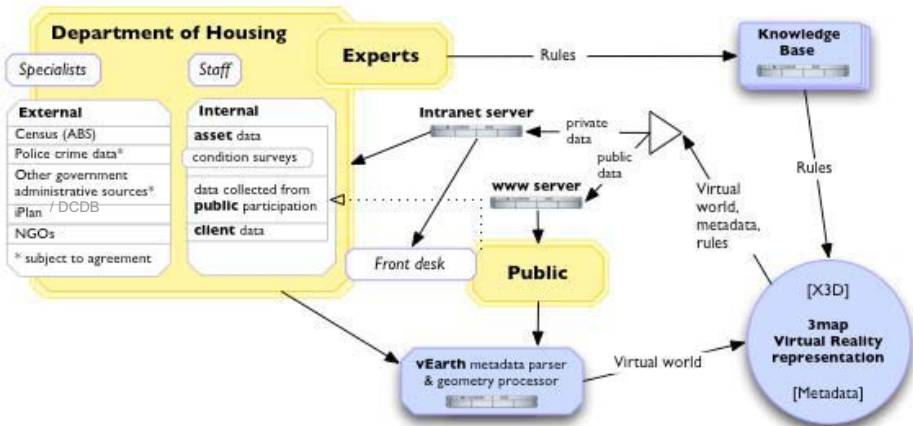 Department of Housing
Specialists
Staff
Experts
External
Census (ABS)
Police crime data*
Other government
administrative sources*
iPlan / DCDB
NGOs
* subject to agreement
Internal
asset data
condition surveys
data collected from
public participation
client data
Rules
Knowledge
Base
Intranet server
private
data
public
data
www server
Front desk
Public
Virtual
world,
metadata,
rules
Rules
vEarth metadata parser
& geometry processor
Virtual world
[X3D]
3map
Virtual Reality
representation
[Metadata]